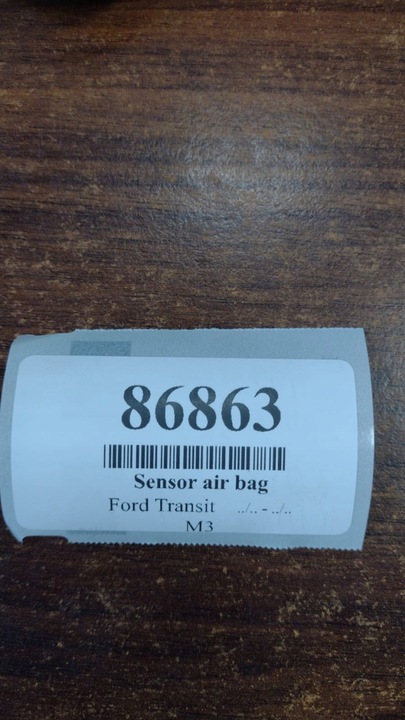 86863
Sensor air bag
Ford Transit ../.. - ../..
M3